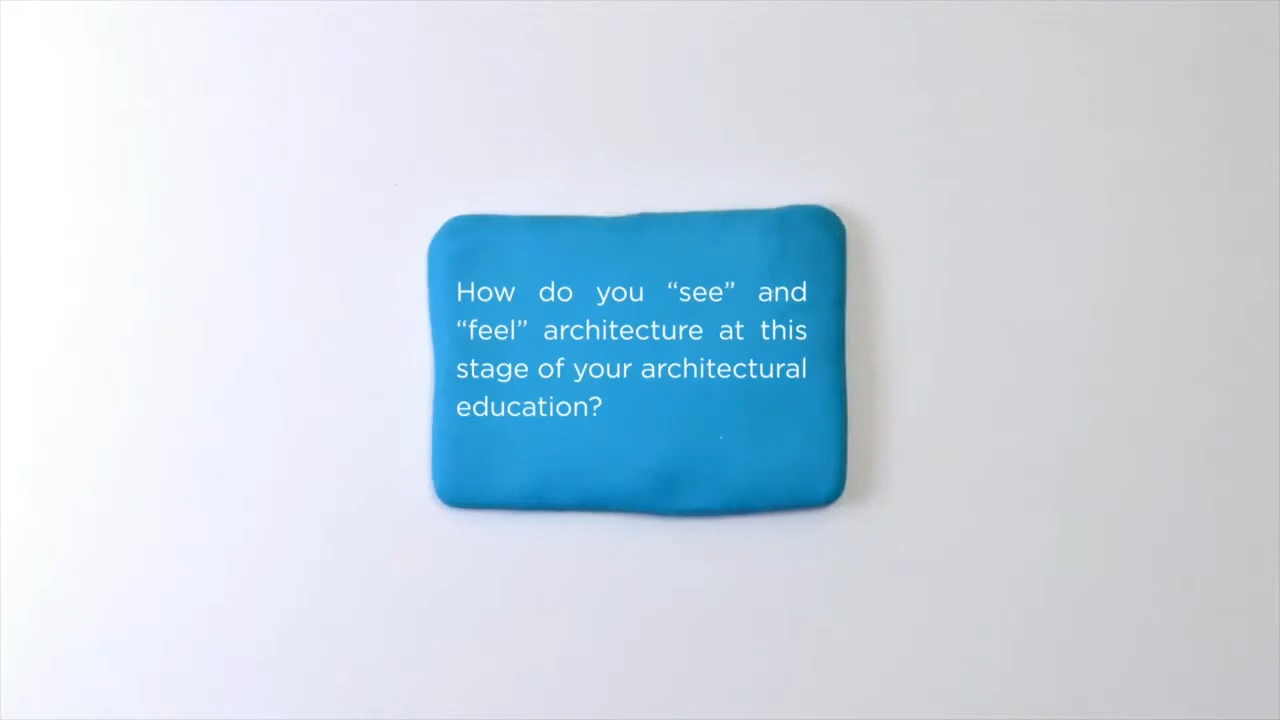 How do you “see” and
“feel” architecture at this
stage of your architectural
education?